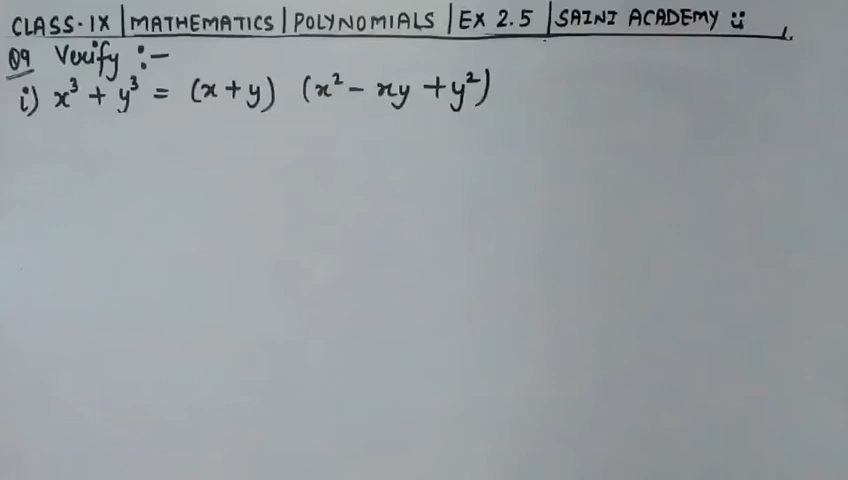 CLASS-IX | MATHEMATICS | POLYNOMIALS | EX 2.5 | SAINI ACADEMY
Q9 Verify :-
i) x³ + y³ = (x + y) (x² - xy + y²)